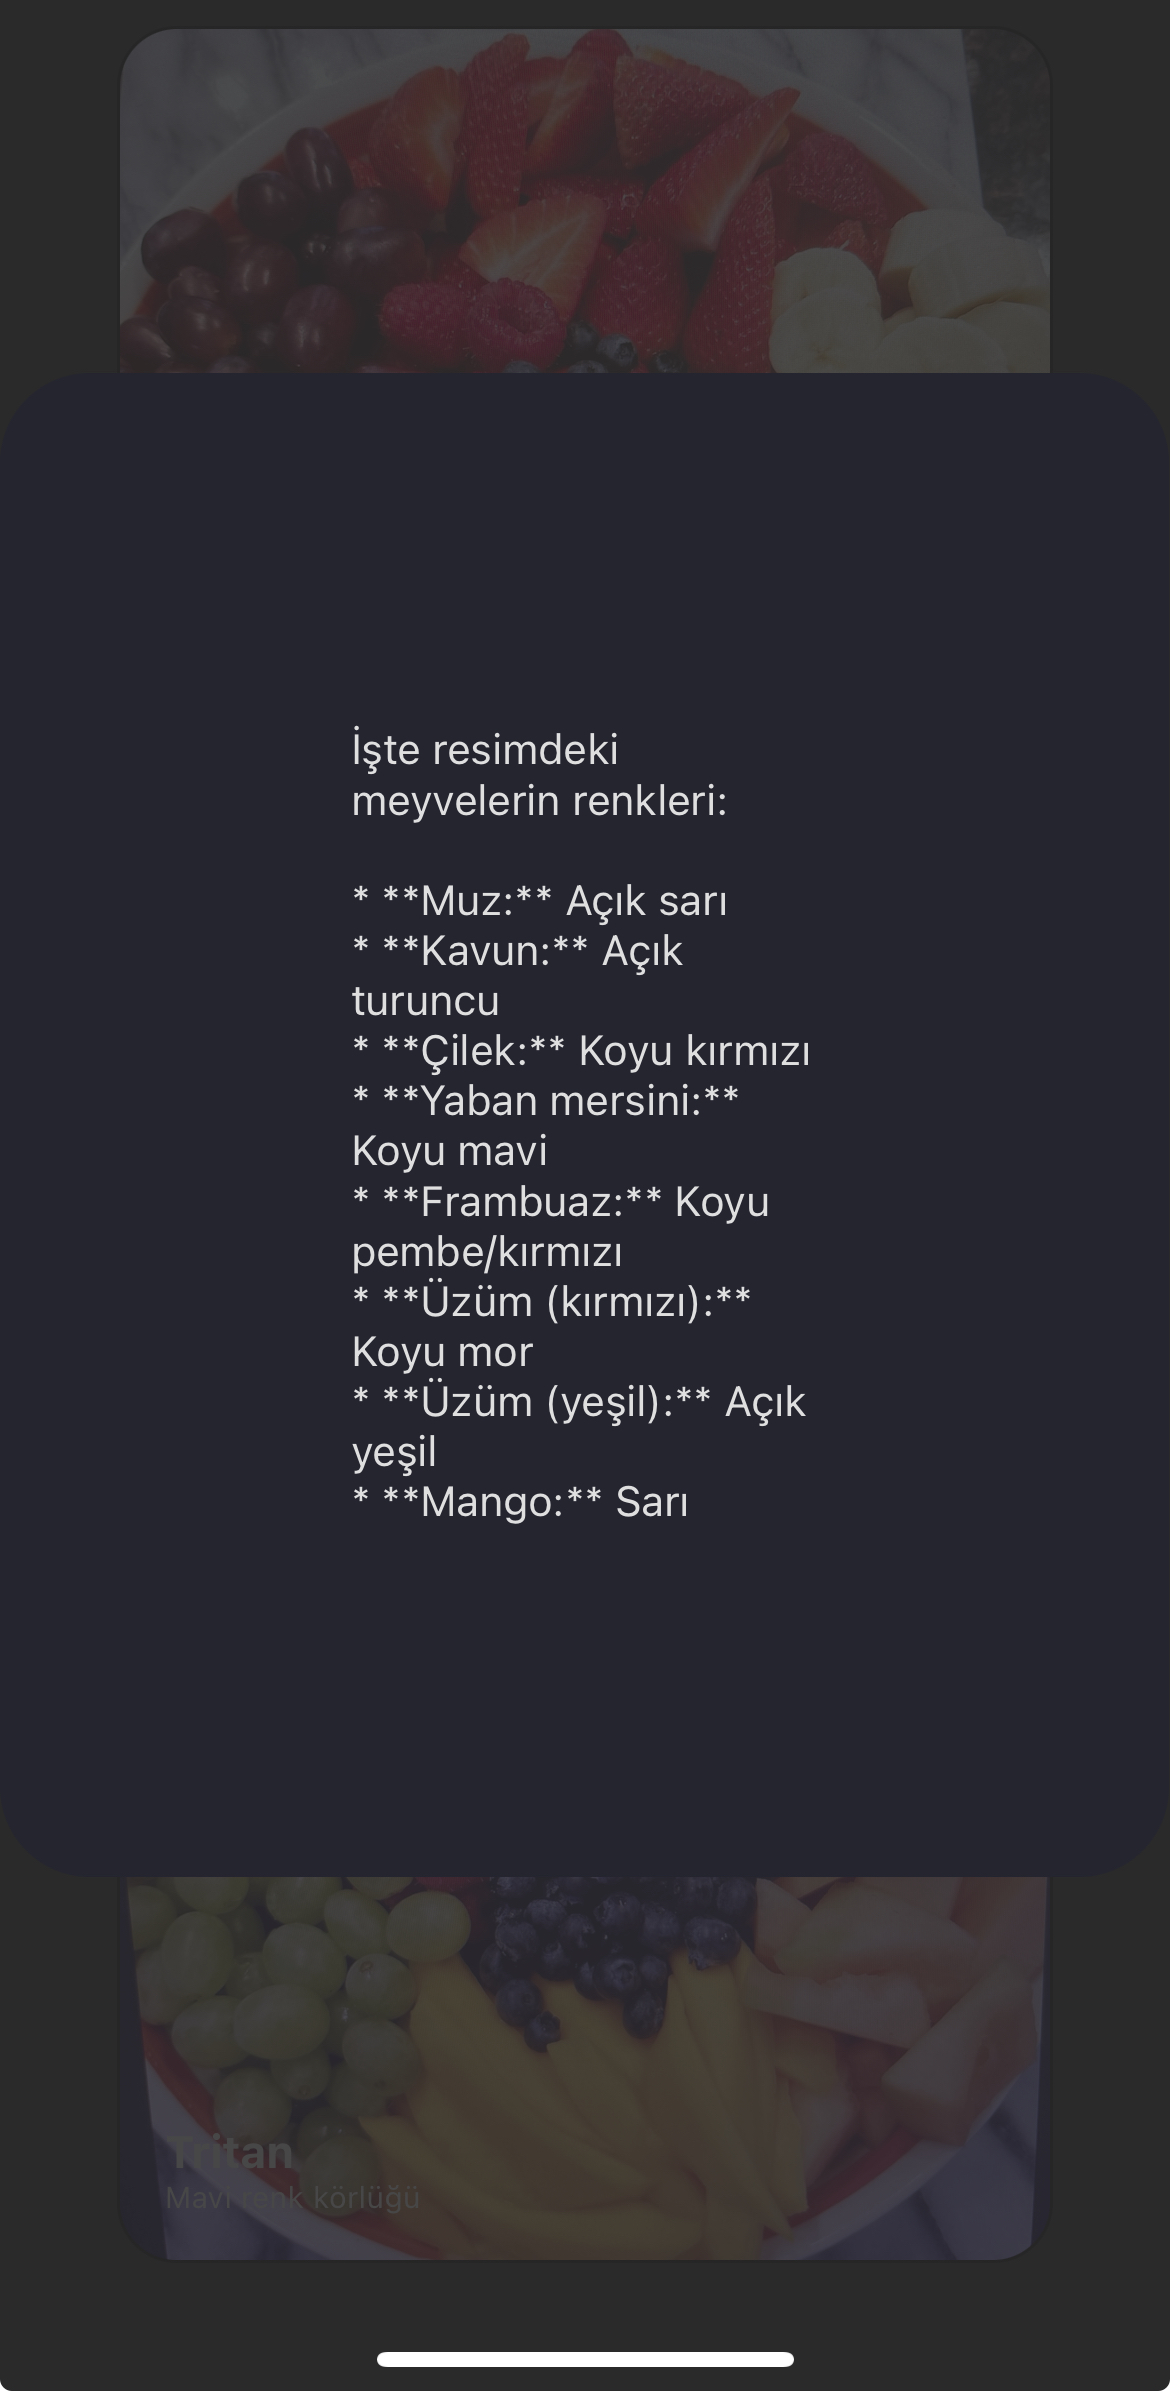 İşte resimdeki
meyvelerin renkleri:
* **Muz:** Açık sarı
* **Kavun:** Açık
turuncu
* **Çilek:** Koyu kırmızı
* **Yaban mersini:**
Koyu mavi
* **Frambuaz:** Koyu
pembe/kırmızı
* **Üzüm (kırmızı):**
Koyu mor
* **Üzüm (yeşil):** Açık
yeşil
* **Mango:** Sarı
Tritan
Mavi renk körlüğü